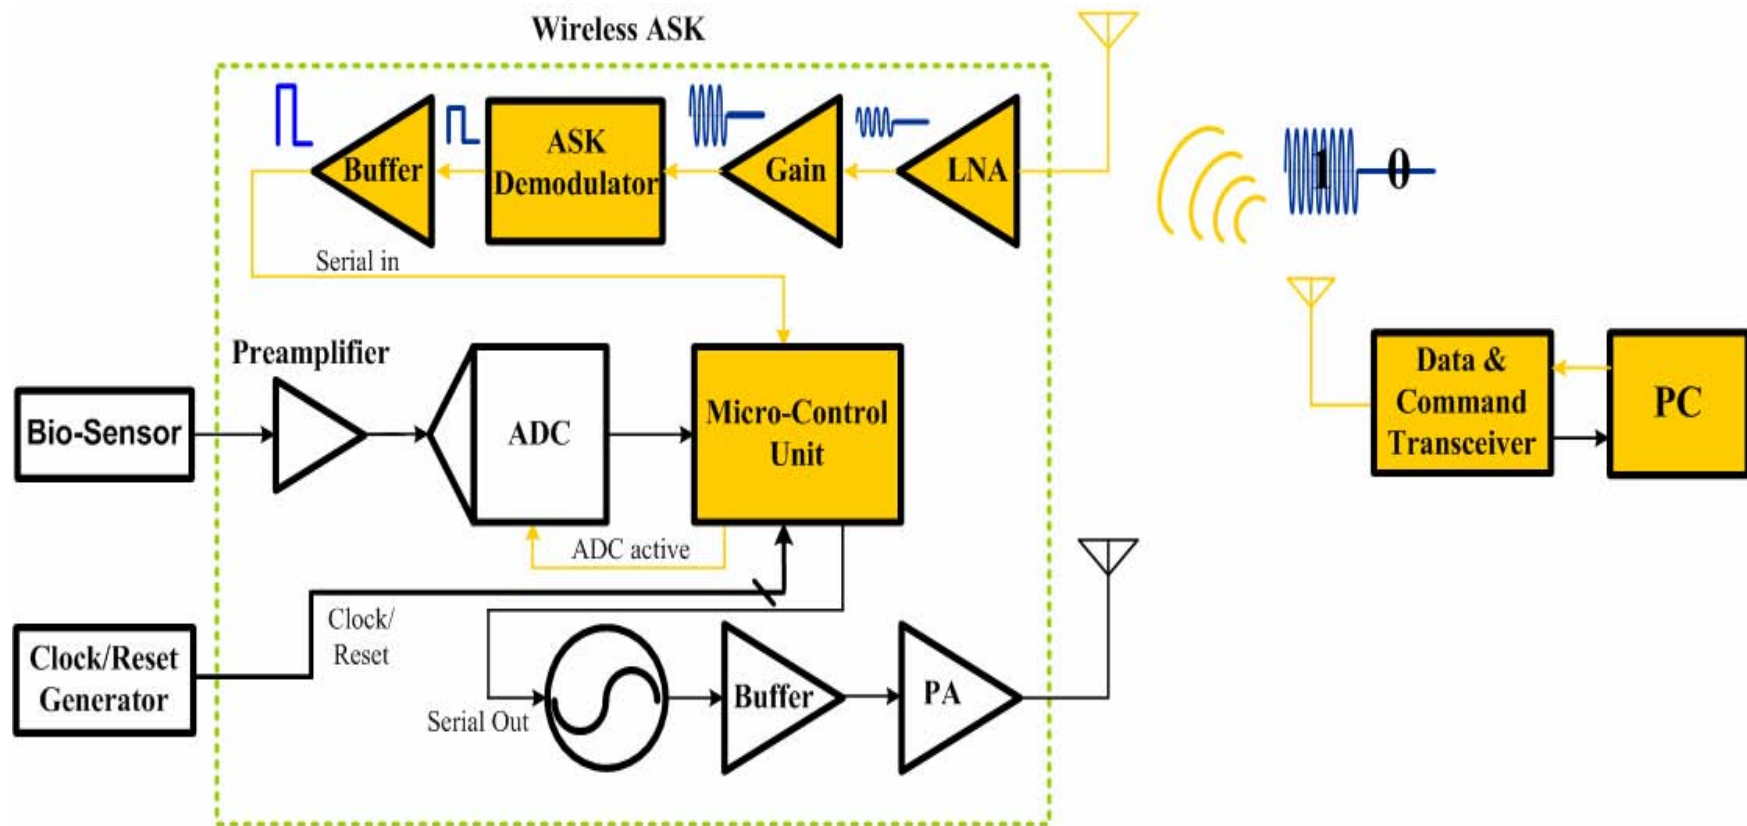 Wireless ASK
Buffer
ASK
Demodulator
Gain
LNA
1 0
Serial in
Preamplifier
Bio-Sensor
ADC
Micro-Control
Unit
Data &
Command
Transceiver
PC
ADC active
Clock/
Reset
Clock/Reset
Generator
Serial Out
Buffer
PA